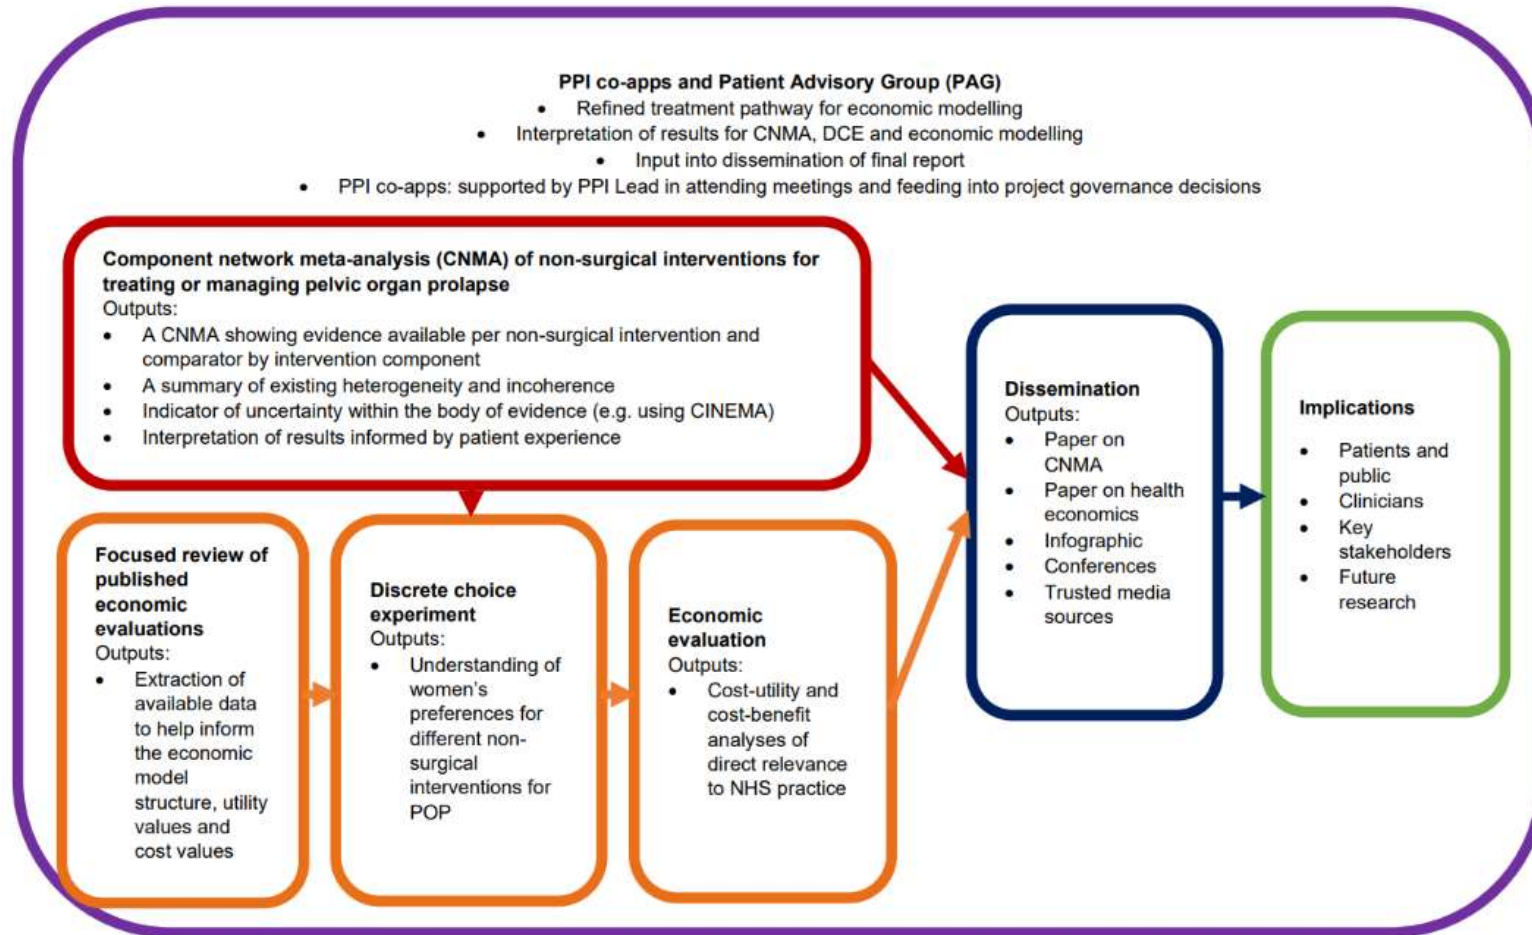 PPI co-apps and Patient Advisory Group (PAG)
• Refined treatment pathway for economic modelling
• Interpretation of results for CNMA, DCE and economic modelling
• Input into dissemination of final report
• PPI co-apps: supported by PPI Lead in attending meetings and feeding into project governance decisions
Component network meta-analysis (CNMA) of non-surgical interventions for
treating or managing pelvic organ prolapse
Outputs:
• A CNMA showing evidence available per non-surgical intervention and
comparator by intervention component
• A summary of existing heterogeneity and incoherence
• Indicator of uncertainty within the body of evidence (e.g. using CINEMA)
• Interpretation of results informed by patient experience
Focused review of
published
economic
evaluations
Outputs:
• Extraction of
available data
to help inform
the economic
model
structure, utility
values and
cost values
Discrete choice
experiment
Outputs:
• Understanding of
women's
preferences for
different non-
surgical
interventions for
POP
Economic
evaluation
Outputs:
• Cost-utility and
cost-benefit
analyses of
direct relevance
to NHS practice
Dissemination
Outputs:
• Paper on
CNMA
• Paper on health
economics
• Infographic
• Conferences
• Trusted media
sources
Implications
• Patients and
public
• Clinicians
• Key
stakeholders
• Future
research